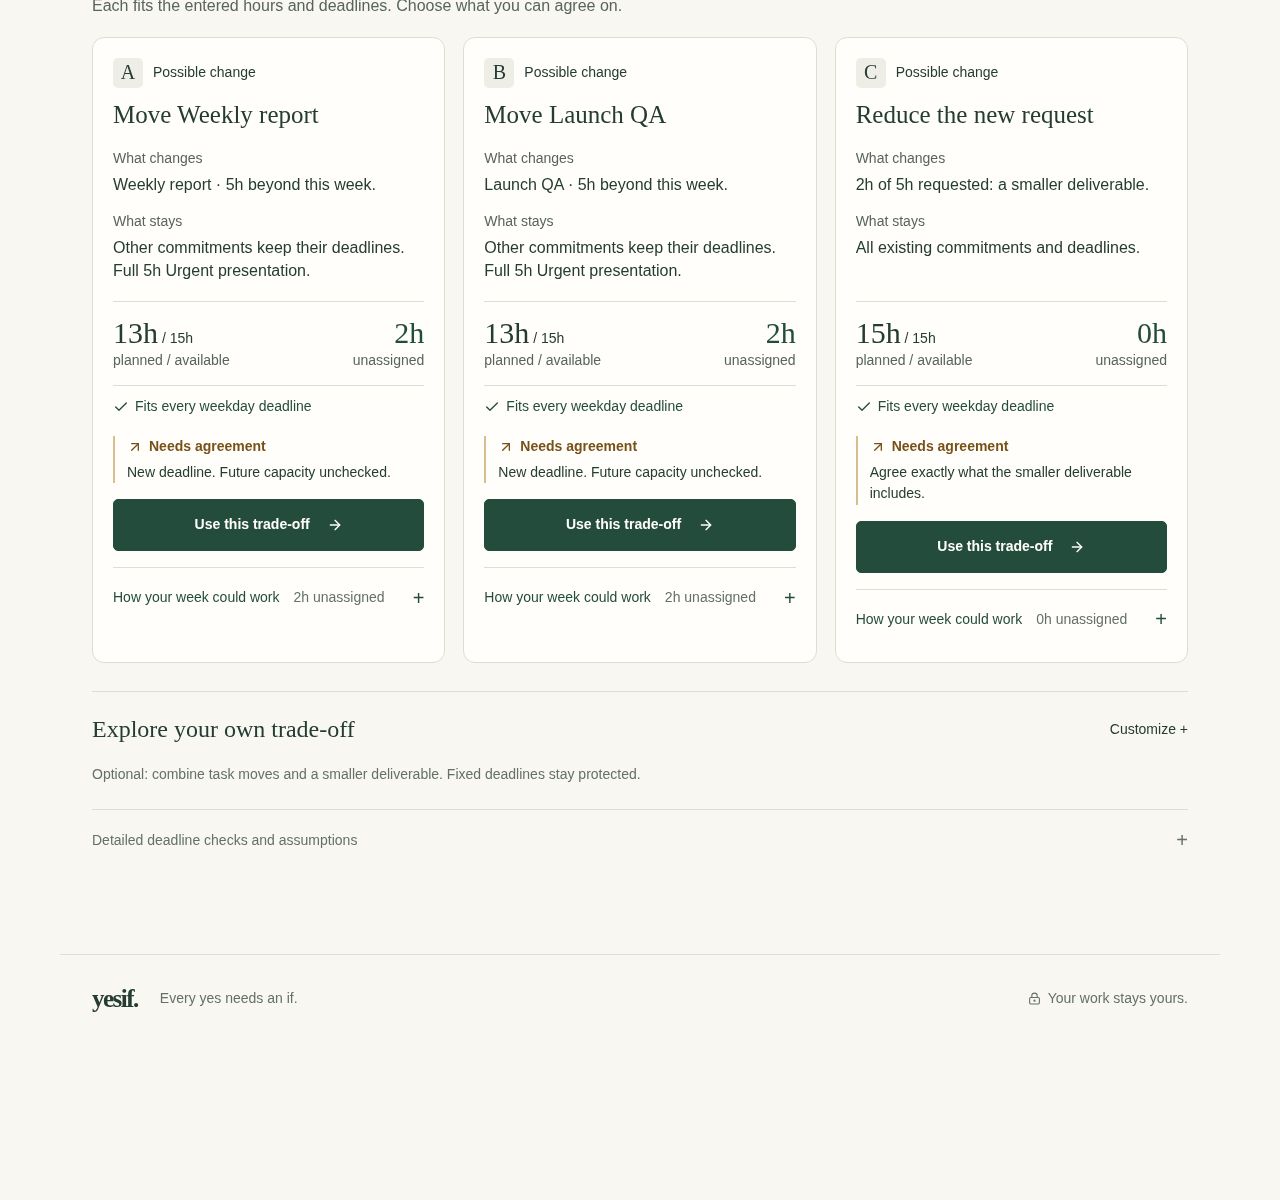 Each fits the entered hours and deadlines. Choose what you can agree on.
A Possible change
Move Weekly report
What changes
Weekly report · 5h beyond this week.
What stays
Other commitments keep their deadlines.
Full 5h Urgent presentation.
13h / 15h 2h
planned / available unassigned
Fits every weekday deadline
Needs agreement
New deadline. Future capacity unchecked.
Use this trade-off
How your week could work 2h unassigned +
B Possible change
Move Launch QA
What changes
Launch QA · 5h beyond this week.
What stays
Other commitments keep their deadlines.
Full 5h Urgent presentation.
13h / 15h 2h
planned / available unassigned
Fits every weekday deadline
Needs agreement
New deadline. Future capacity unchecked.
Use this trade-off
How your week could work 2h unassigned +
C Possible change
Reduce the new request
What changes
2h of 5h requested: a smaller deliverable.
What stays
All existing commitments and deadlines.
15h / 15h 0h
planned / available unassigned
Fits every weekday deadline
Needs agreement
Agree exactly what the smaller deliverable
includes.
Use this trade-off
How your week could work 0h unassigned +
Explore your own trade-off Customize +
Optional: combine task moves and a smaller deliverable. Fixed deadlines stay protected.
Detailed deadline checks and assumptions +
yesif. Every yes needs an if. Your work stays yours.